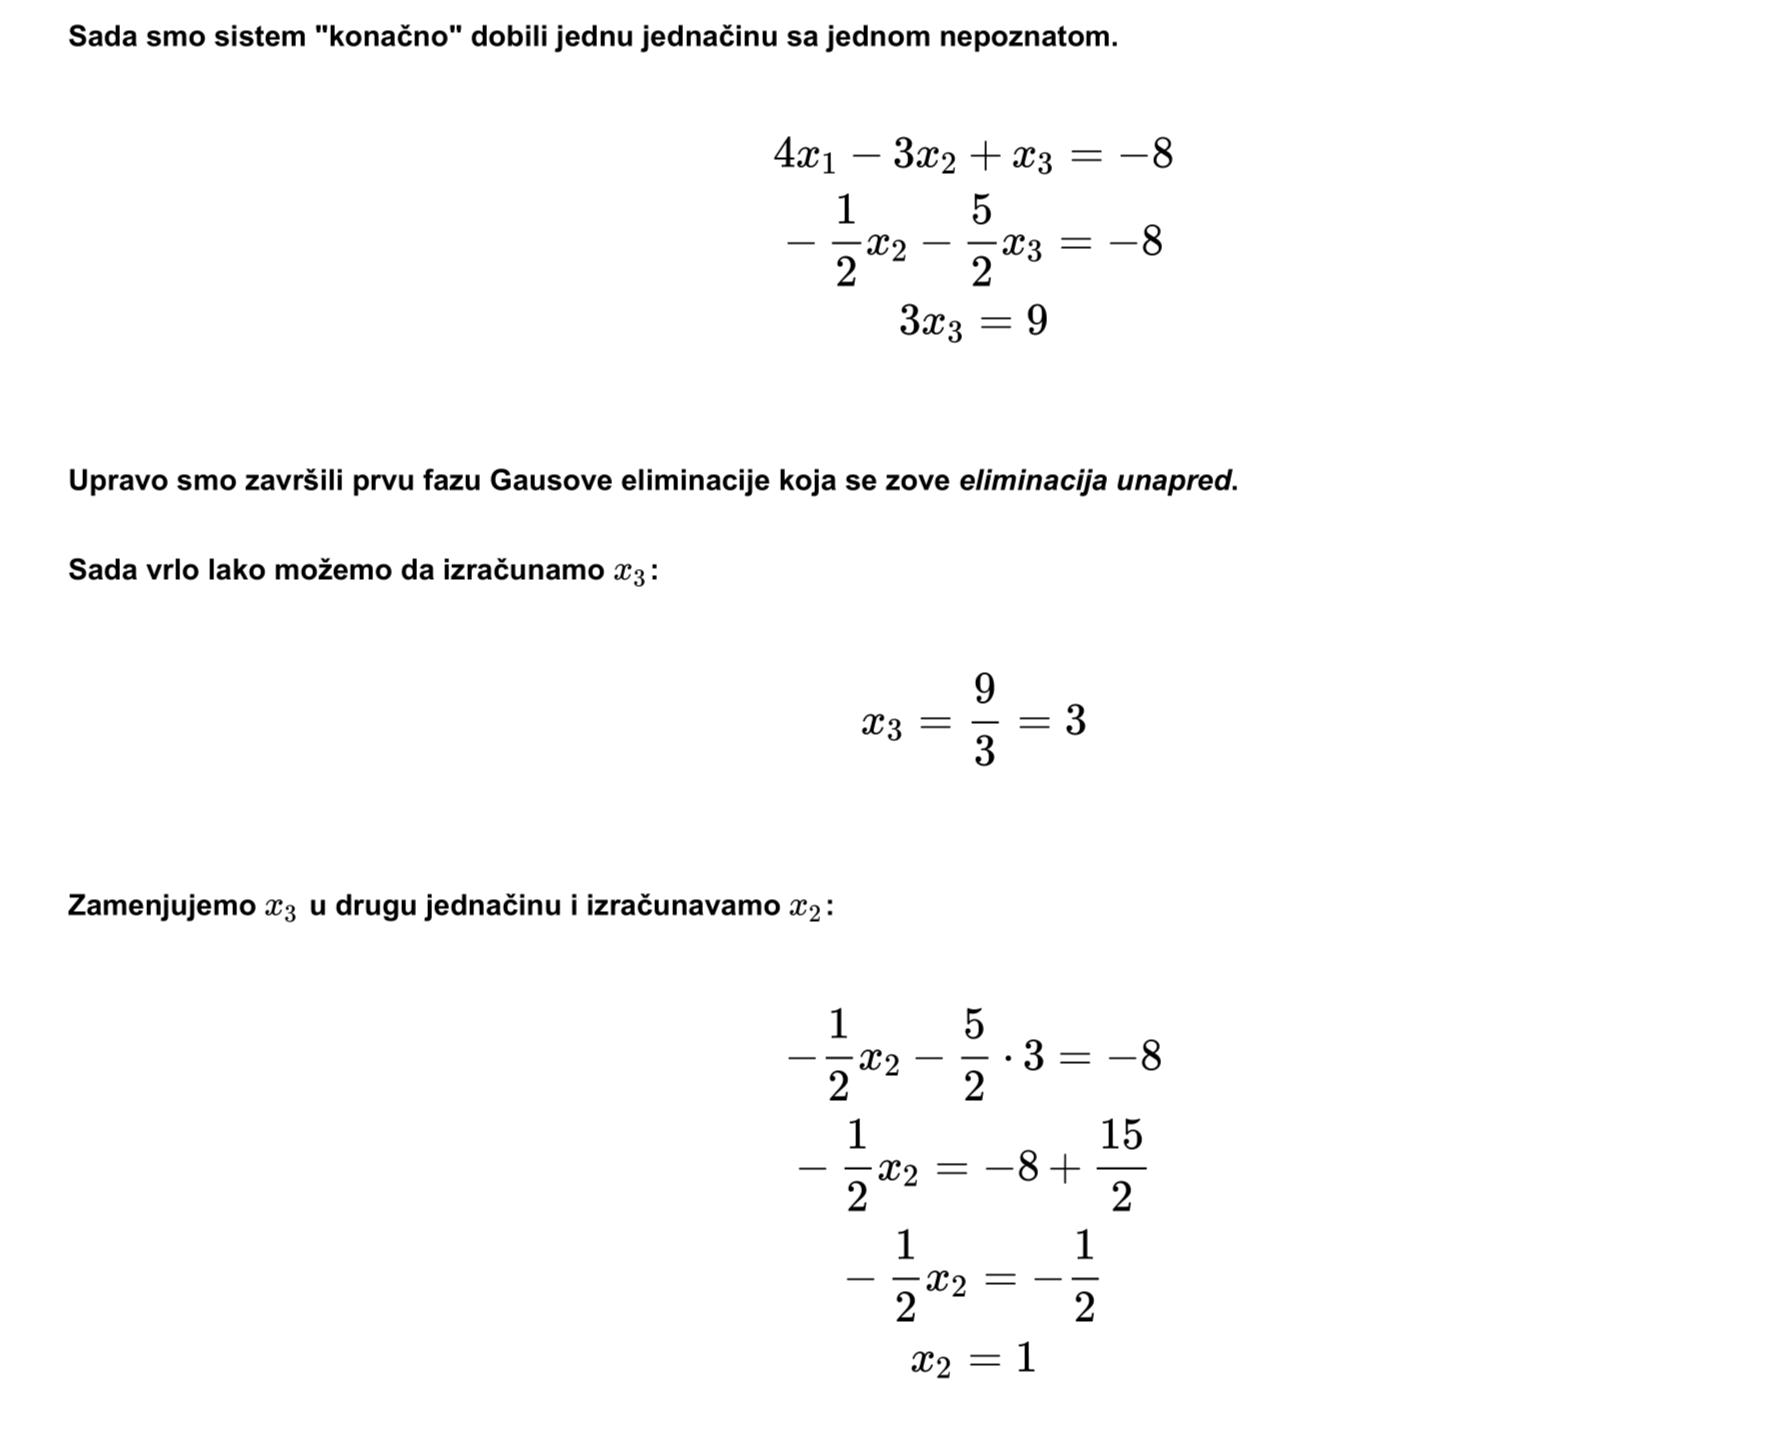 Sada smo sistem "konačno" dobili jednu jednačinu sa jednom nepoznatom.
4x₁ − 3x₂ + x₃ = −8
− 1/2 x₂ − 5/2 x₃ = −8
3x₃ = 9
Upravo smo završili prvu fazu Gausove eliminacije koja se zove eliminacija unapred.
Sada vrlo lako možemo da izračunamo x₃:
x₃ = 9/3 = 3
Zamenjujemo x₃ u drugu jednačinu i izračunavamo x₂:
− 1/2 x₂ − 5/2 · 3 = −8
− 1/2 x₂ = −8 + 15/2
− 1/2 x₂ = − 1/2
x₂ = 1